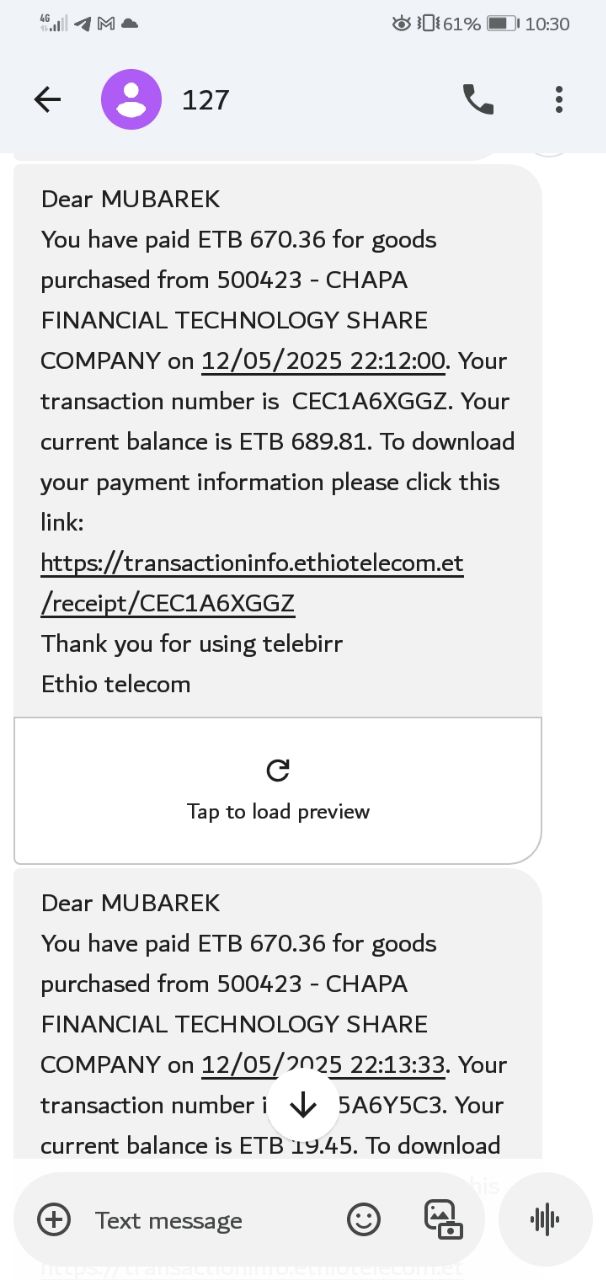 4G
61%
10:30
127
Dear MUBAREK
You have paid ETB 670.36 for goods
purchased from 500423 - CHAPA
FINANCIAL TECHNOLOGY SHARE
COMPANY on 12/05/2025 22:12:00. Your
transaction number is  CEC1A6XGGZ. Your
current balance is ETB 689.81. To download
your payment information please click this
link:
https://transactioninfo.ethiotelecom.et
/receipt/CEC1A6XGGZ
Thank you for using telebirr
Ethio telecom
Tap to load preview
Dear MUBAREK
You have paid ETB 670.36 for goods
purchased from 500423 - CHAPA
FINANCIAL TECHNOLOGY SHARE
COMPANY on 12/05/2025 22:13:33. Your
transaction number 5A6Y5C3. Your
current balance is ETB 19.45. To download
this
Text message
https://transactioninfo.ethiotelecom.et